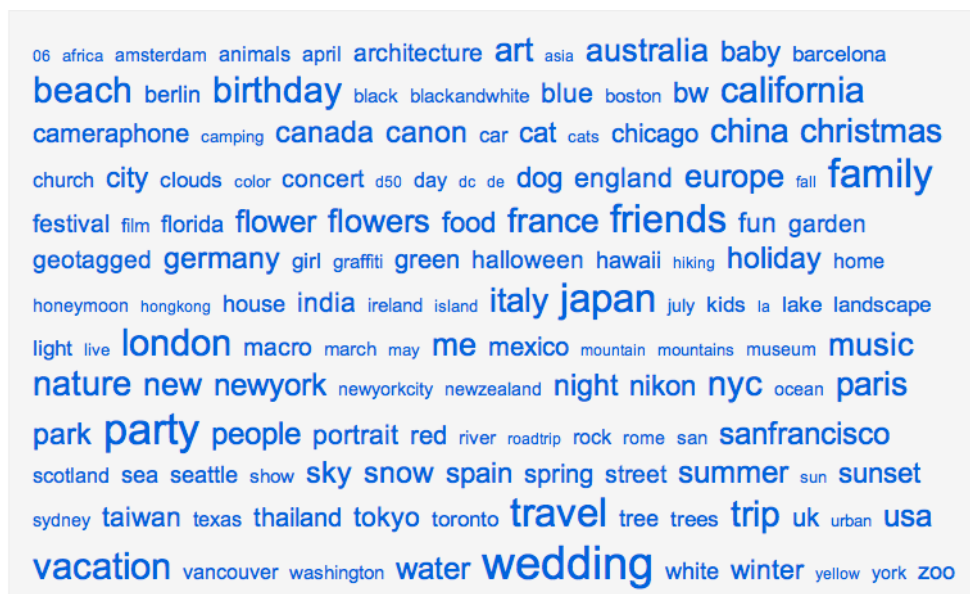 06 africa amsterdam animals april architecture art asia australia baby barcelona
beach berlin birthday black blackandwhite blue boston bw california
cameraphone camping canada canon car cat cats chicago china christmas
church city clouds color concert d50 day dc de dog england europe fall family
festival film florida flower flowers food france friends fun garden
geotagged germany girl graffiti green halloween hawaii hiking holiday home
honeymoon hongkong house india ireland island italy japan july kids la lake landscape
light live london macro march may me mexico mountain mountains museum music
nature new newyork newyorkcity newzealand night nikon nyc ocean paris
park party people portrait red river roadtrip rock rome san sanfrancisco
scotland sea seattle show sky snow spain spring street summer sun sunset
sydney taiwan texas thailand tokyo toronto travel tree trees trip uk urban usa
vacation vancouver washington water wedding white winter yellow york zoo